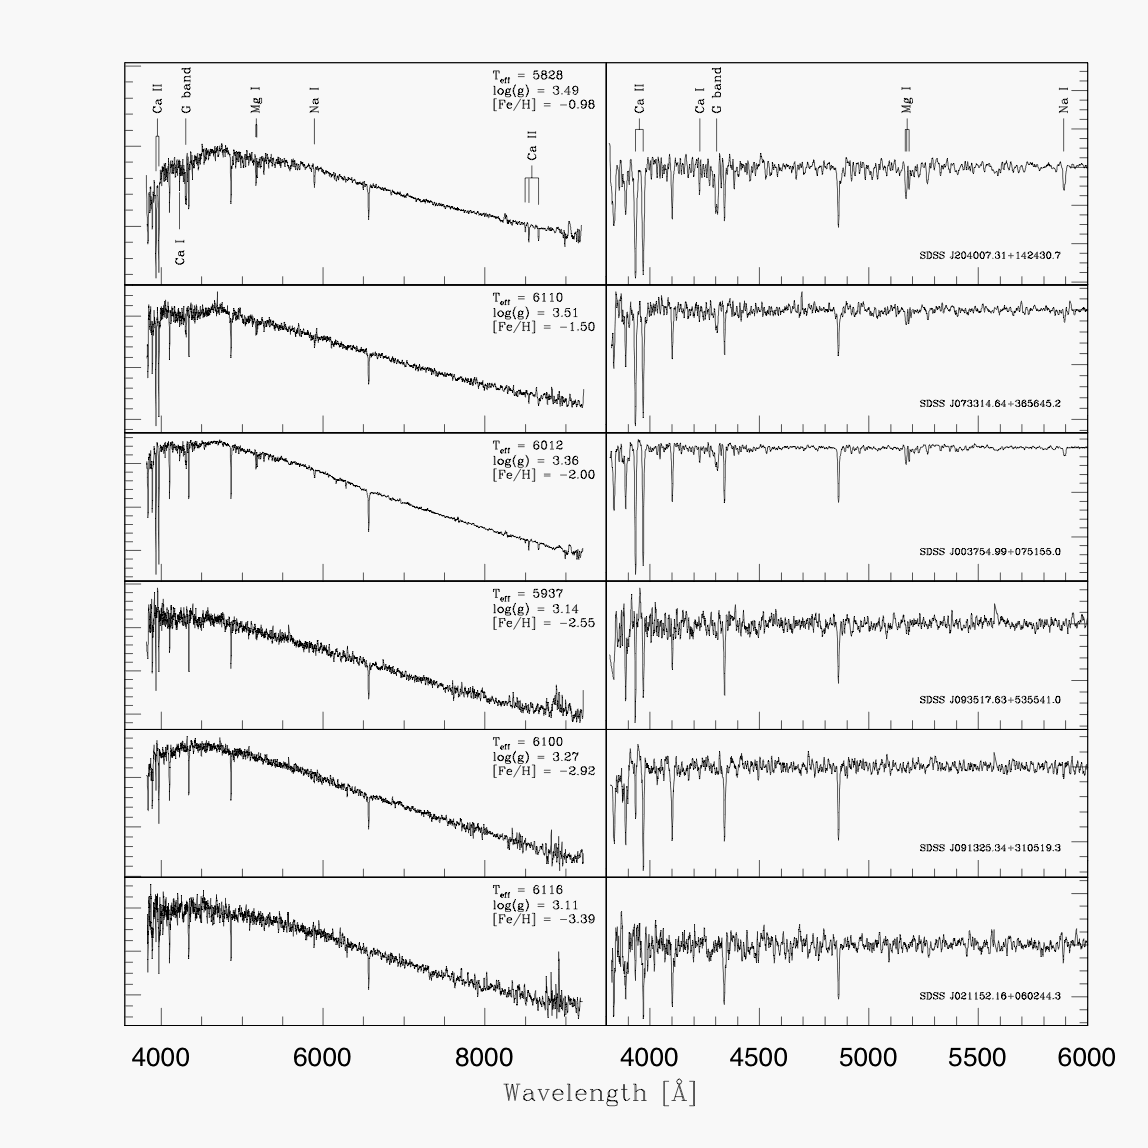 Ca II
G band
Mg I
Na I
Ca II
Ca I
T_eff = 5828
log(g) = 3.49
[Fe/H] = −0.98
Ca II
Ca I
G band
Mg I
Na I
SDSS J204007.31+142430.7
T_eff = 6110
log(g) = 3.51
[Fe/H] = −1.50
SDSS J073314.64+365645.2
T_eff = 6012
log(g) = 3.36
[Fe/H] = −2.00
SDSS J003754.99+075155.0
T_eff = 5937
log(g) = 3.14
[Fe/H] = −2.55
SDSS J093517.63+535541.0
T_eff = 6100
log(g) = 3.27
[Fe/H] = −2.92
SDSS J091325.34+310519.3
T_eff = 6116
log(g) = 3.11
[Fe/H] = −3.39
SDSS J021152.16+060244.3
4000 6000 8000 4000 4500 5000 5500 6000
Wavelength [Å]